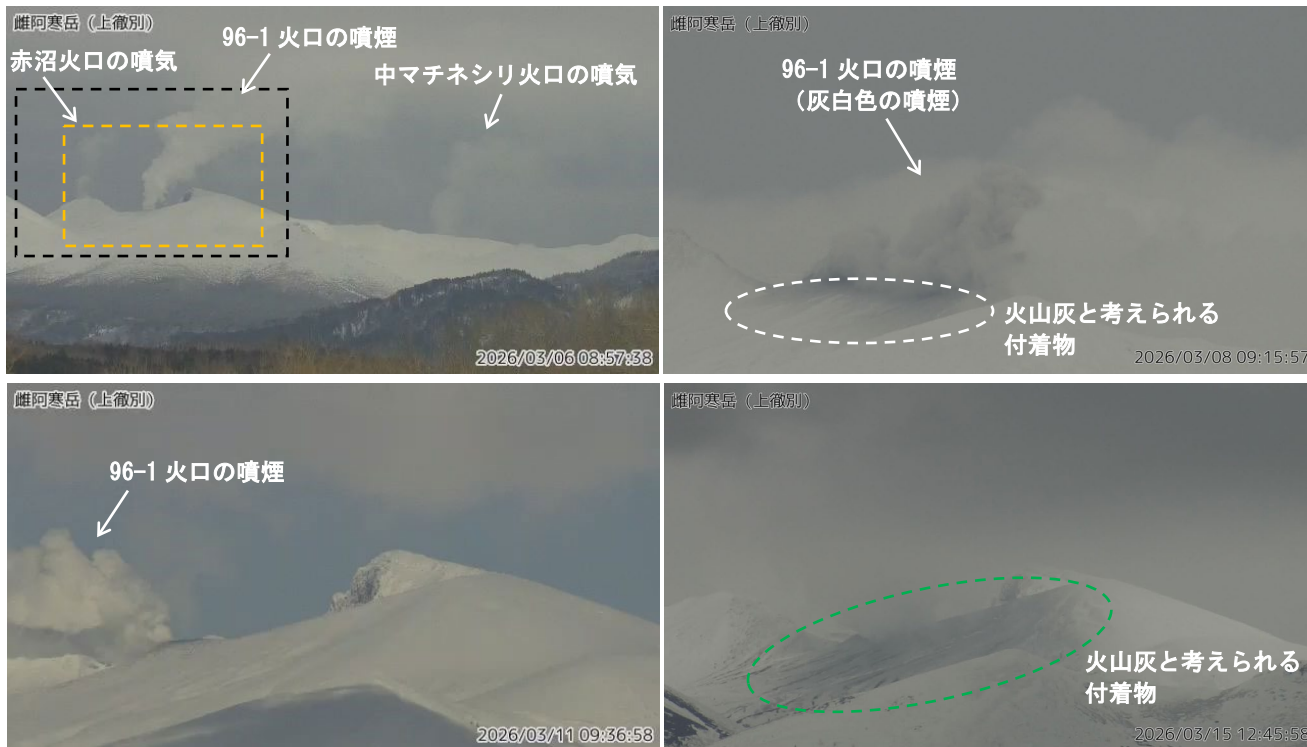 雌阿寒岳（上徹別）
96-1 火口の噴煙
赤沼火口の噴気
中マチネシリ火口の噴気
2026/03/06 08:57:38
雌阿寒岳（上徹別）
96-1 火口の噴煙
（灰白色の噴煙）
火山灰と考えられる
付着物
2026/03/08 09:15:57
雌阿寒岳（上徹別）
96-1 火口の噴煙
2026/03/11 09:36:58
雌阿寒岳（上徹別）
火山灰と考えられる
付着物
2026/03/15 12:45:58